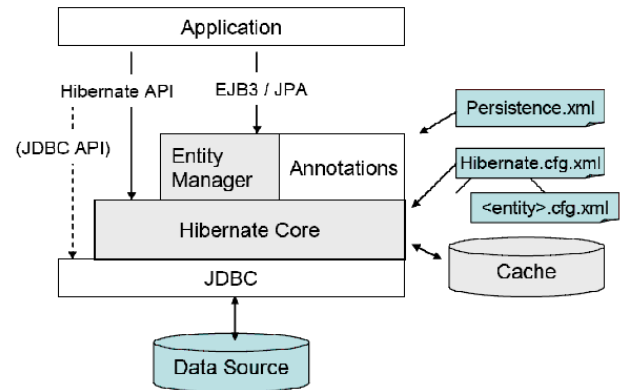 Application
Hibernate API
EJB3 / JPA
Persistence.xml
(JDBC API)
Entity
Manager
Annotations
Hibernate.cfg.xml
<entity>.cfg.xml
Hibernate Core
Cache
JDBC
Data Source